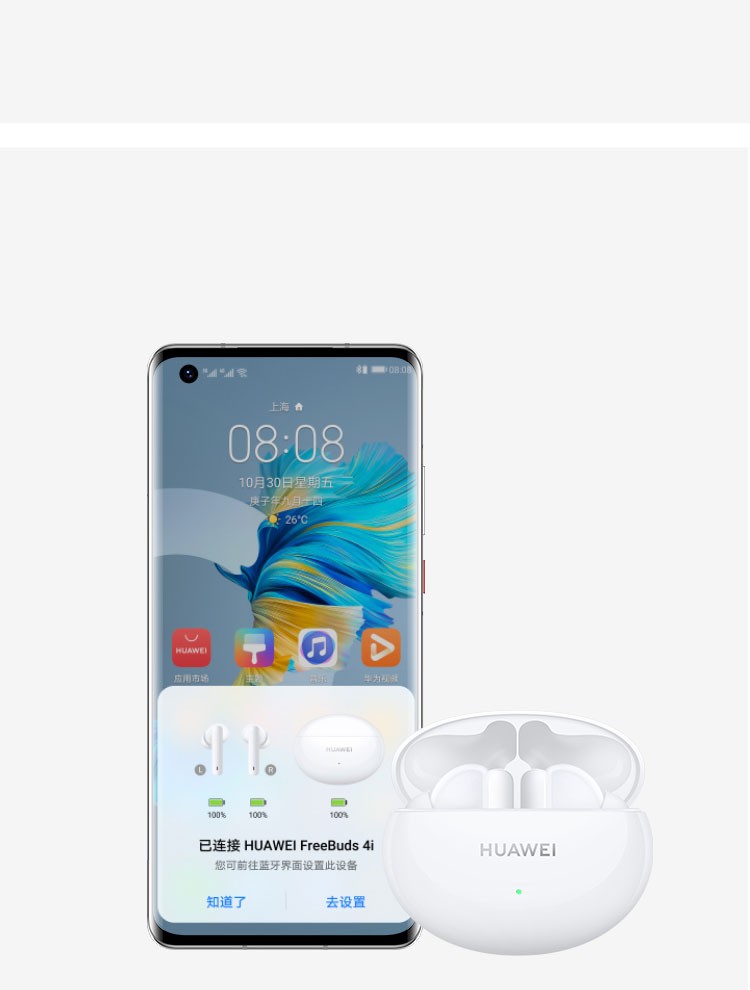 08:08
上海
08:08
10月30日星期五
庚子年九月十四
26°C
HUAWEI
应用市场
主题
音乐
华为视频
HUAWEI
L
R
100%
100%
100%
已连接 HUAWEI FreeBuds 4i
您可前往蓝牙界面设置此设备
知道了
去设置
HUAWEI